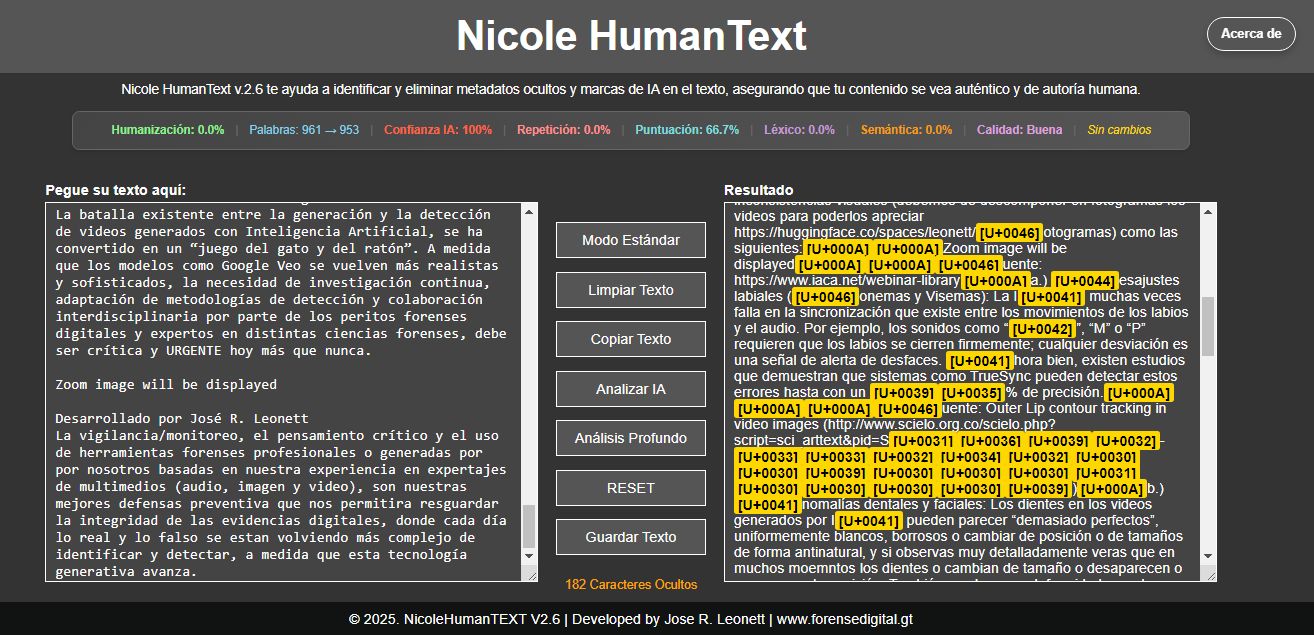 Nicole HumanText
Acerca de
Nicole HumanText v.2.6 te ayuda a identificar y eliminar metadatos ocultos y marcas de IA en el texto, asegurando que tu contenido se vea auténtico y de autoría humana.
Humanización: 0.0% | Palabras: 961 → 953 | Confianza IA: 100% | Repetición: 0.0% | Puntuación: 66.7% | Léxico: 0.0% | Semántica: 0.0% | Calidad: Buena | Sin cambios
Pegue su texto aquí:
La batalla existente entre la generación y la detección
de videos generados con Inteligencia Artificial, se ha
convertido en un “juego del gato y del ratón”. A medida
que los modelos como Google Veo se vuelven más realistas
y sofisticados, la necesidad de investigación continua,
adaptación de metodologías de detección y colaboración
interdisciplinaria por parte de los peritos forenses
digitales y expertos en distintas ciencias forenses, debe
ser crítica y URGENTE hoy más que nunca.
Zoom image will be displayed
Desarrollado por José R. Leonett
La vigilancia/monitoreo, el pensamiento crítico y el uso
de herramientas forenses profesionales o generadas por
por nosotros basadas en nuestra experiencia en expertajes
de multimedios (audio, imagen y video), son nuestras
mejores defensas preventiva que nos permitira resguardar
la integridad de las evidencias digitales, donde cada día
lo real y lo falso se estan volviendo más complejo de
identificar y detectar, a medida que esta tecnología
generativa avanza.
Modo Estándar
Limpiar Texto
Copiar Texto
Analizar IA
Análisis Profundo
RESET
Guardar Texto
182 Caracteres Ocultos
Resultado
videos para poderlos apreciar
https://huggingface.co/spaces/leonett/[U+0046]otogramas) como las
siguientes:[U+000A] [U+000A]Zoom image will be
displayed[U+000A] [U+000A] [U+0046]uente:
https://www.iaca.net/webinar-library[U+000A]a.) [U+0044]esajustes
labiales ([U+0046]onemas y Visemas): La I[U+0041] muchas veces
falla en la sincronización que existe entre los movimientos de los labios
y el audio. Por ejemplo, los sonidos como “[U+0042]”, “M” o “P”
requieren que los labios se cierren firmemente; cualquier desviación es
una señal de alerta de desfaces. [U+0041]hora bien, existen estudios
que demuestran que sistemas como TrueSync pueden detectar estos
errores hasta con un [U+0039] [U+0035]% de precisión.[U+000A]
[U+000A] [U+000A] [U+0046]uente: Outer Lip contour tracking in
video images (http://www.scielo.org.co/scielo.php?
script=sci_arttext&pid=S[U+0031] [U+0036] [U+0039] [U+0032]-
[U+0033] [U+0033] [U+0032] [U+0034] [U+0032] [U+0030]
[U+0030] [U+0039] [U+0030] [U+0030] [U+0030] [U+0031]
[U+0030] [U+0030] [U+0030] [U+0030] [U+0039])[U+000A]b.)
[U+0041]nomalías dentales y faciales: Los dientes en los videos
generados por I[U+0041] pueden parecer “demasiado perfectos”,
uniformemente blancos, borrosos o cambiar de posición o de tamaños
de forma antinatural, y si observas muy detalladamente veras que en
muchos moemntos los dientes o cambian de tamaño o desaparecen o
© 2025. NicoleHumanTEXT V2.6 | Developed by Jose R. Leonett | www.forensedigital.gt